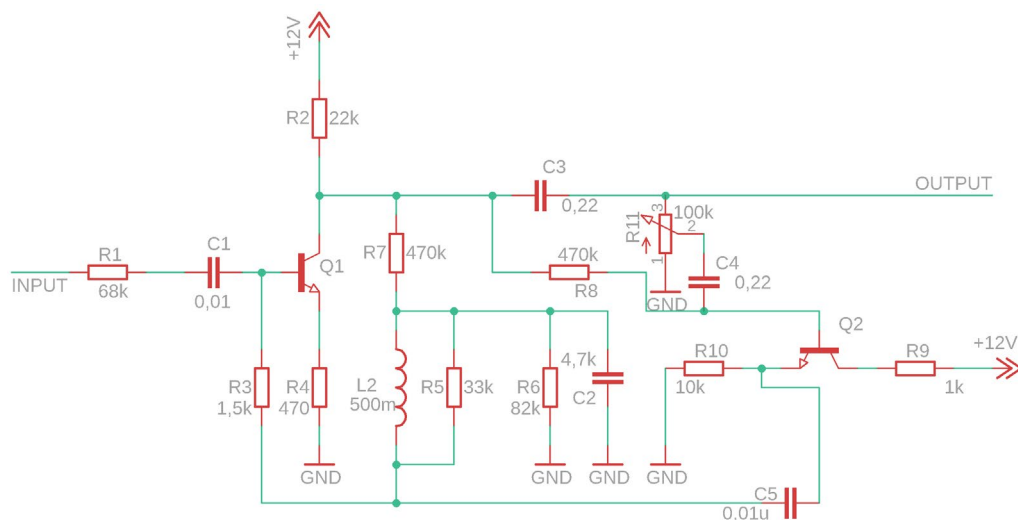 +12V
R2
22k
C3
0,22
OUTPUT
R11
3
100k
2
1
R7
470k
470k
R8
C4
0,22
GND
R1
68k
C1
0,01
INPUT
Q1
Q2
R3
1,5k
R4
470
L2
500m
R5
33k
R6
82k
4,7k
C2
R10
10k
R9
1k
+12V
GND
GND
GND
GND
C5
0.01u